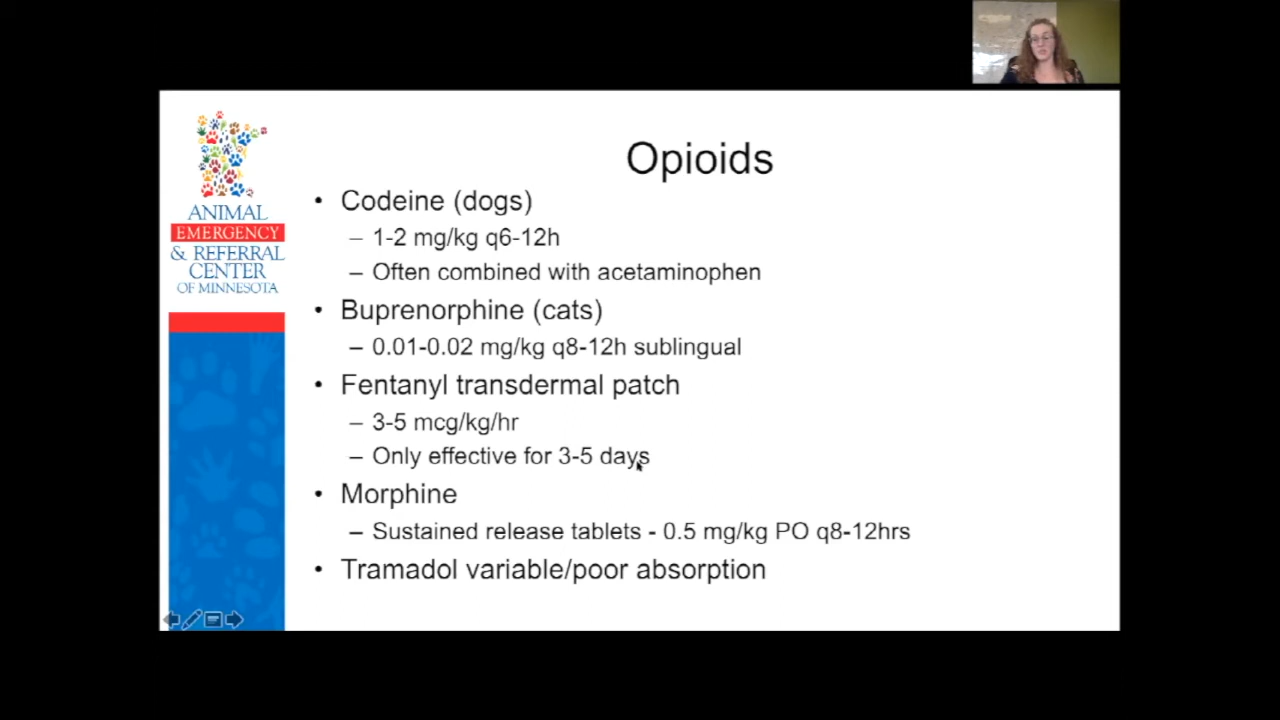 Opioids
ANIMAL
EMERGENCY
& REFERRAL
CENTER
OF MINNESOTA
• Codeine (dogs)
– 1-2 mg/kg q6-12h
– Often combined with acetaminophen
• Buprenorphine (cats)
– 0.01-0.02 mg/kg q8-12h sublingual
• Fentanyl transdermal patch
– 3-5 mcg/kg/hr
– Only effective for 3-5 days
• Morphine
– Sustained release tablets - 0.5 mg/kg PO q8-12hrs
• Tramadol variable/poor absorption